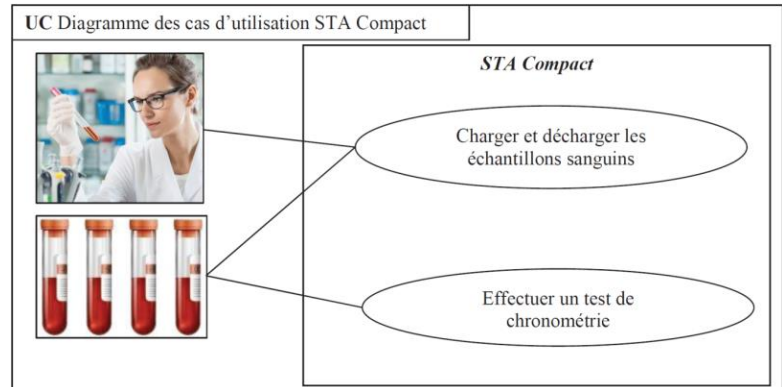 UC Diagramme des cas d’utilisation STA Compact
STA Compact
Charger et décharger les
échantillons sanguins
Effectuer un test de
chronométrie